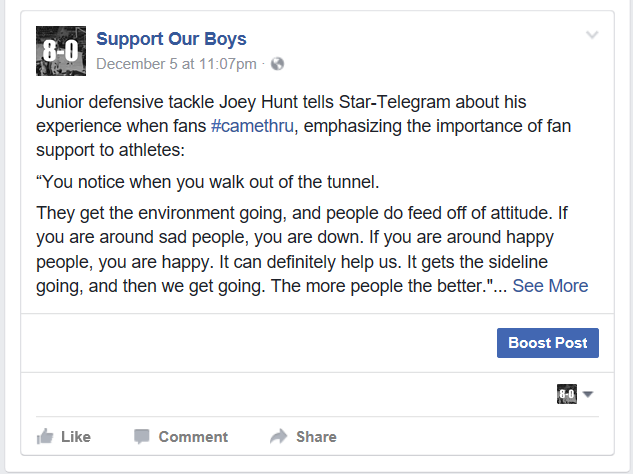 8-0
Support Our Boys
December 5 at 11:07pm ·
Junior defensive tackle Joey Hunt tells Star-Telegram about his
experience when fans #camethru, emphasizing the importance of fan
support to athletes:
“You notice when you walk out of the tunnel.
They get the environment going, and people do feed off of attitude. If
you are around sad people, you are down. If you are around happy
people, you are happy. It can definitely help us. It gets the sideline
going, and then we get going. The more people the better."... See More
Boost Post
8-0
Like Comment Share